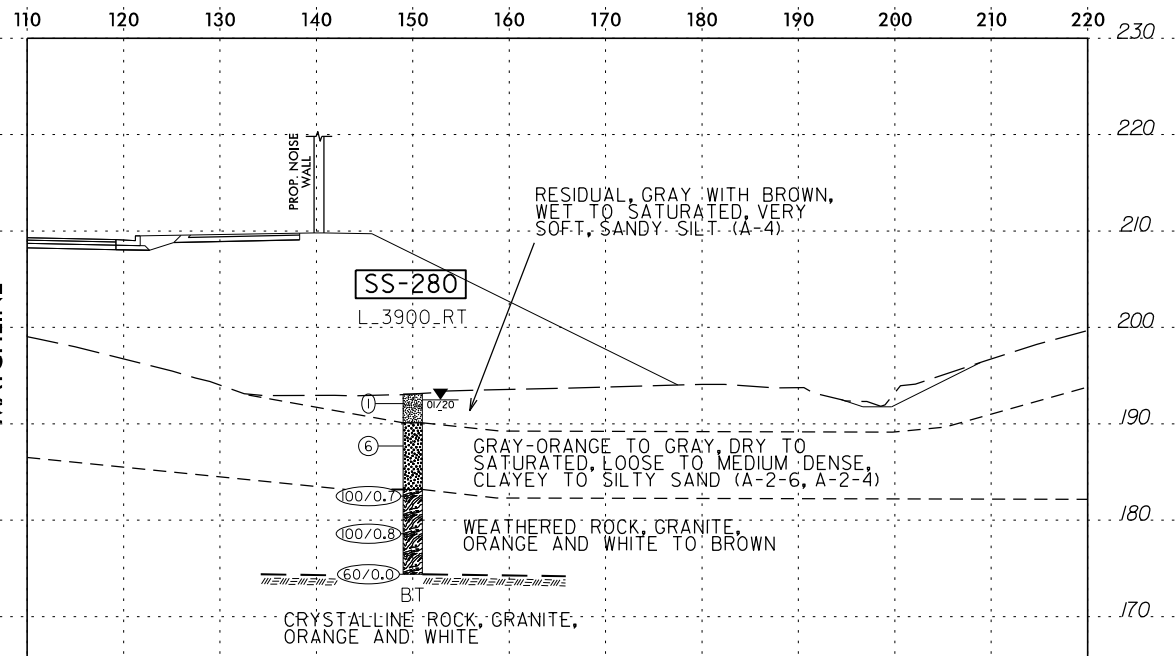 110 120 130 140 150 160 170 180 190 200 210 220
230
220
210
200
190
180
170
PROP. NOISE
WALL
RESIDUAL, GRAY WITH BROWN,
WET TO SATURATED, VERY
SOFT, SANDY SILT (A-4)
SS-280
L_3900_RT
01/20
1
6
GRAY-ORANGE TO GRAY, DRY TO
SATURATED, LOOSE TO MEDIUM DENSE,
CLAYEY TO SILTY SAND (A-2-6, A-2-4)
100/0.7
100/0.8
WEATHERED ROCK, GRANITE,
ORANGE AND WHITE TO BROWN
60/0.0
BT
CRYSTALLINE ROCK, GRANITE,
ORANGE AND WHITE